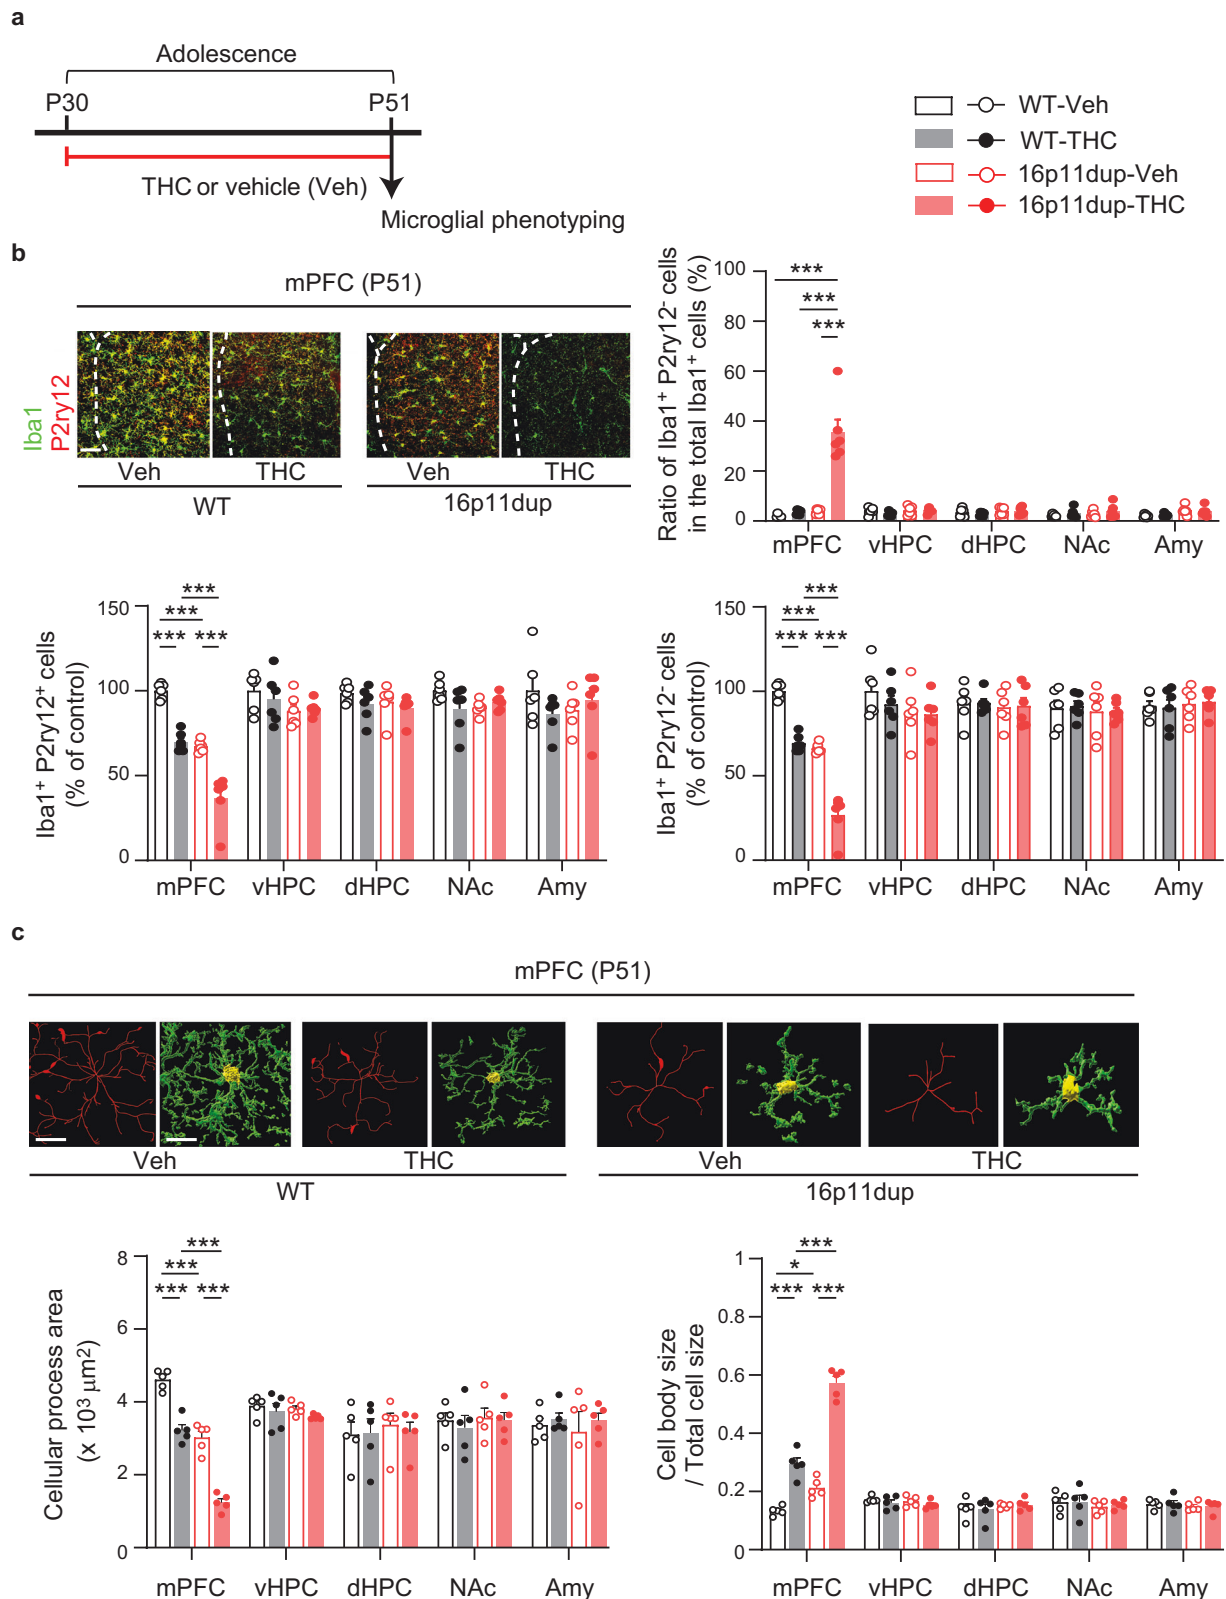 a
Adolescence
P30
P51
THC or vehicle (Veh)
Microglial phenotyping
WT-Veh
WT-THC
16p11dup-Veh
16p11dup-THC
b
mPFC (P51)
Iba1
P2ry12
Veh
THC
Veh
THC
WT
16p11dup
Ratio of Iba1⁺ P2ry12⁻ cells
in the total Iba1⁺ cells (%)
100
80
60
40
20
0
***
***
***
mPFC
vHPC
dHPC
NAc
Amy
Iba1⁺ P2ry12⁺ cells
(% of control)
150
100
50
0
***
***
*** ***
mPFC
vHPC
dHPC
NAc
Amy
Iba1⁺ P2ry12⁻ cells
(% of control)
150
100
50
0
***
***
*** ***
mPFC
vHPC
dHPC
NAc
Amy
c
mPFC (P51)
Veh
THC
Veh
THC
WT
16p11dup
Cellular process area
(x 10³ μm²)
8
6
4
2
0
***
***
*** ***
mPFC
vHPC
dHPC
NAc
Amy
Cell body size
/ Total cell size
1
0.8
0.6
0.4
0.2
0
***
*
*** ***
mPFC
vHPC
dHPC
NAc
Amy